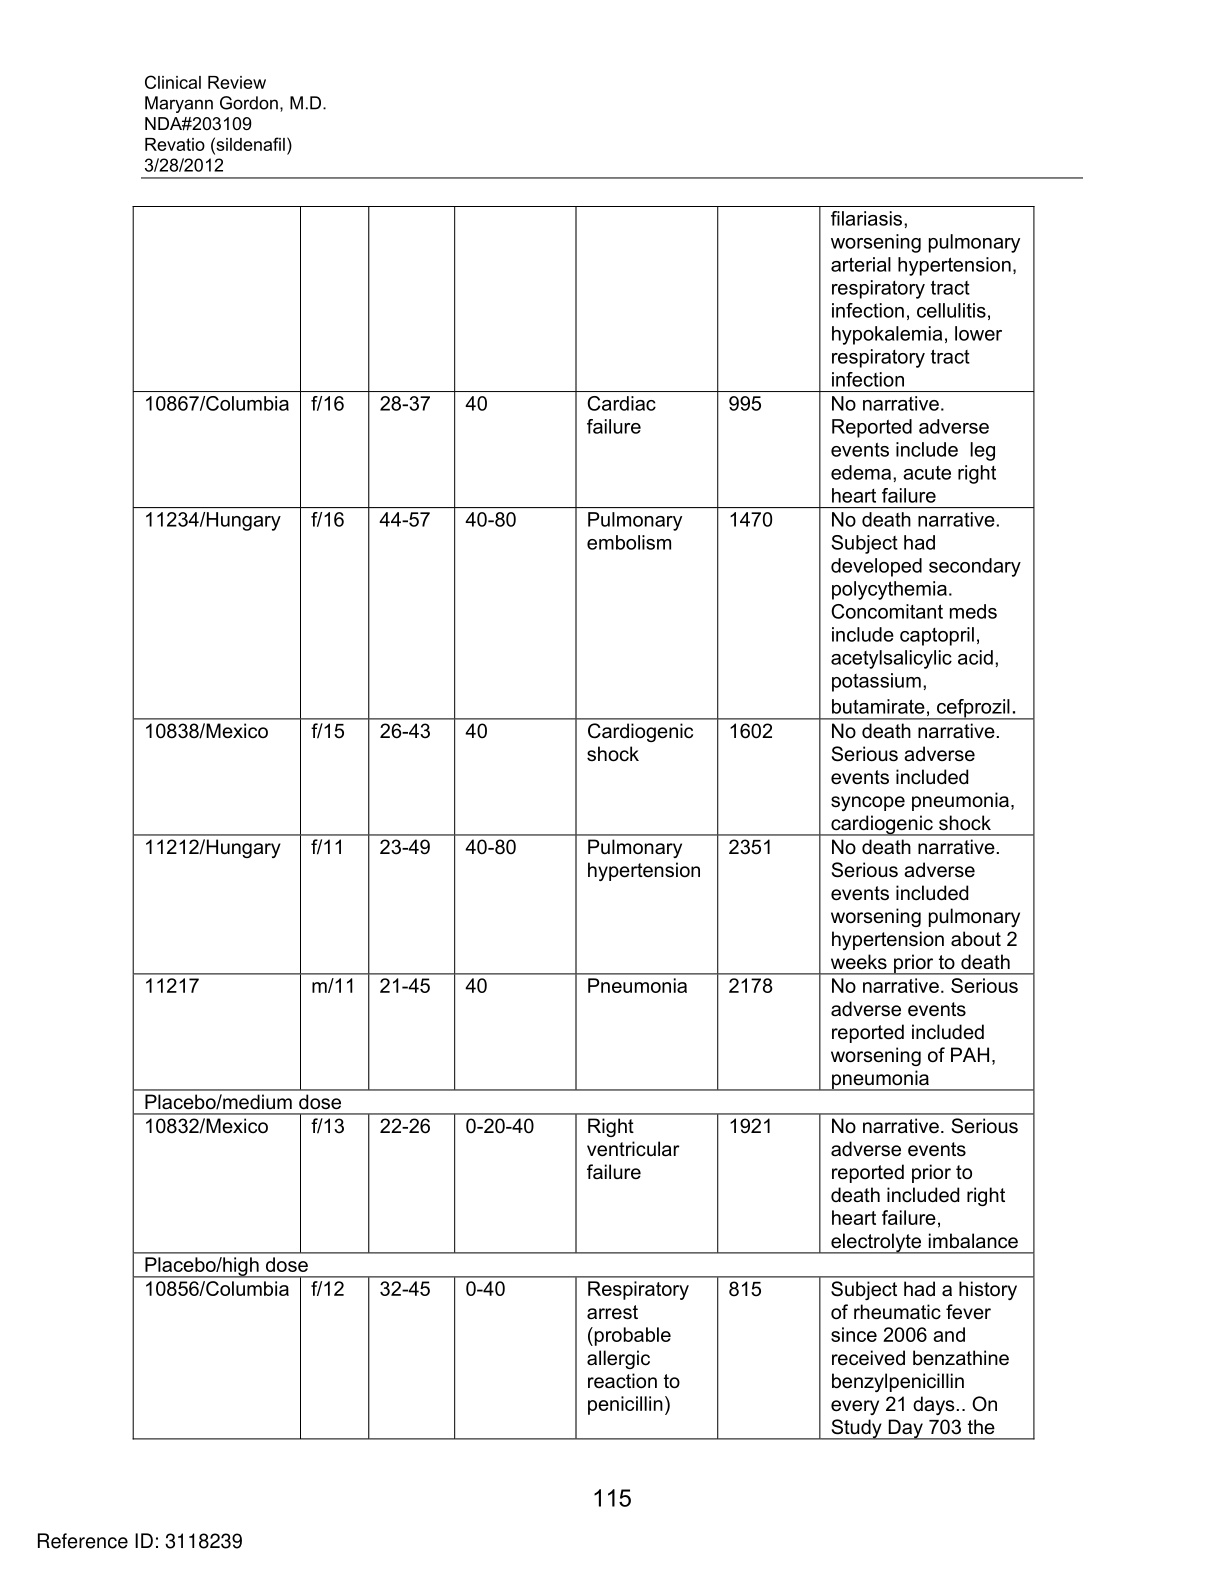 Clinical Review
Maryann Gordon, M.D.
NDA#203109
Revatio (sildenafil)
3/28/2012
filariasis,
worsening pulmonary
arterial hypertension,
respiratory tract
infection, cellulitis,
hypokalemia, lower
respiratory tract
infection
10867/Columbia f/16 28-37 40 Cardiac 995 No narrative.
failure Reported adverse
events include leg
edema, acute right
heart failure
11234/Hungary f/16 44-57 40-80 Pulmonary 1470 No death narrative.
embolism Subject had
developed secondary
polycythemia.
Concomitant meds
include captopril,
acetylsalicylic acid,
potassium,
butamirate, cefprozil.
10838/Mexico f/15 26-43 40 Cardiogenic 1602 No death narrative.
shock Serious adverse
events included
syncope pneumonia,
cardiogenic shock
11212/Hungary f/11 23-49 40-80 Pulmonary 2351 No death narrative.
hypertension Serious adverse
events included
worsening pulmonary
hypertension about 2
weeks prior to death
11217 m/11 21-45 40 Pneumonia 2178 No narrative. Serious
adverse events
reported included
worsening of PAH,
pneumonia
Placebo/medium dose
10832/Mexico f/13 22-26 0-20-40 Right 1921 No narrative. Serious
ventricular adverse events
failure reported prior to
death included right
heart failure,
electrolyte imbalance
Placebo/high dose
10856/Columbia f/12 32-45 0-40 Respiratory 815 Subject had a history
arrest of rheumatic fever
(probable since 2006 and
allergic received benzathine
reaction to benzylpenicillin
penicillin) every 21 days.. On
Study Day 703 the
115
Reference ID: 3118239